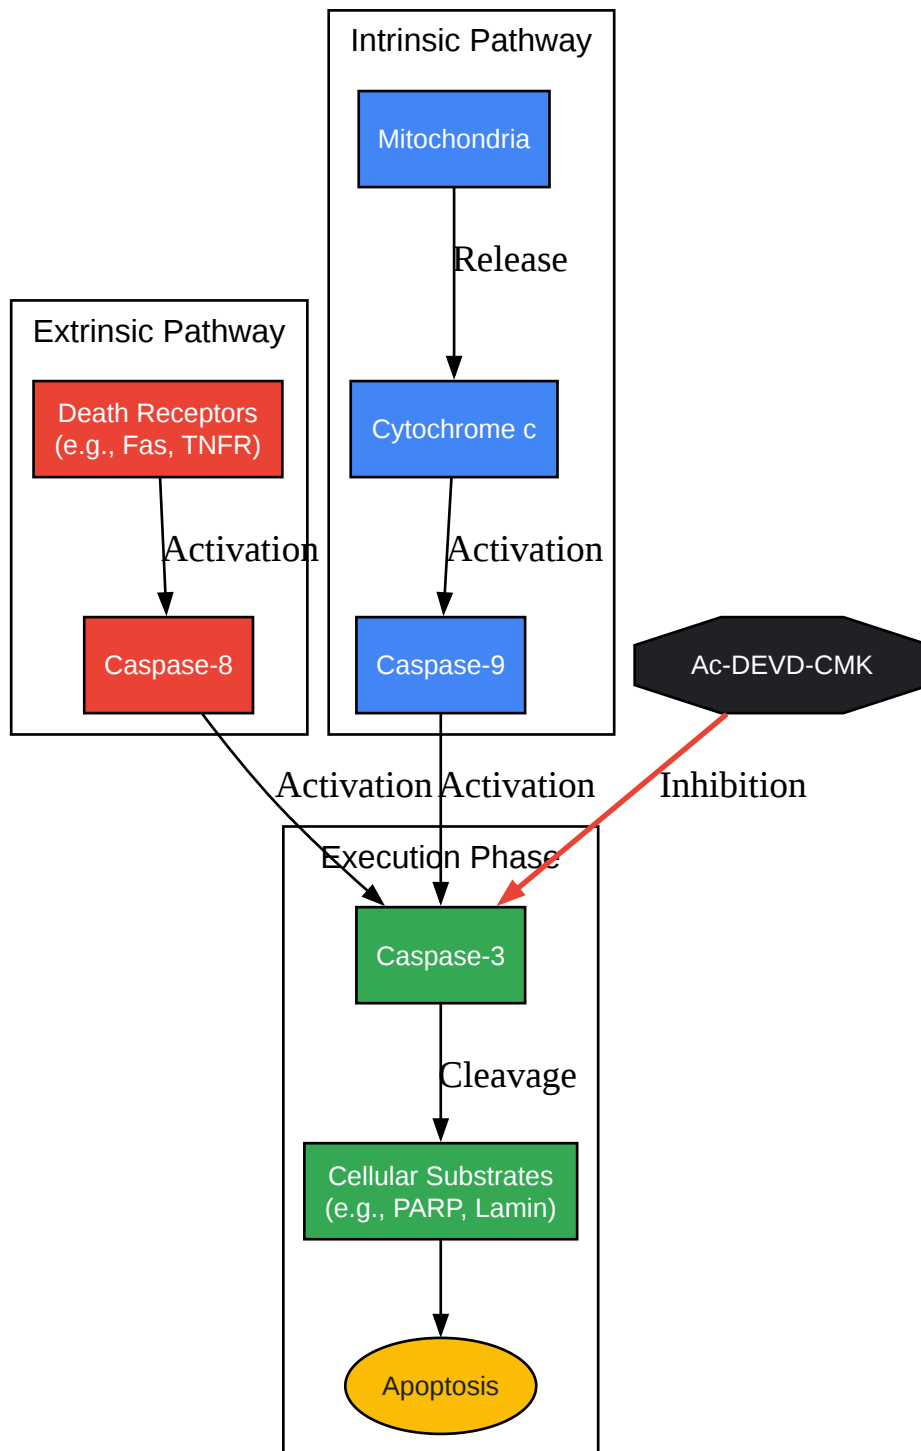 Intrinsic Pathway
Mitochondria
Release
Extrinsic Pathway
Death Receptors
(e.g., Fas, TNFR)
Cytochrome c
Activation
Activation
Caspase-8
Caspase-9
Ac-DEVD-CMK
Activation
Activation
Inhibition
Execution Phase
Caspase-3
Cleavage
Cellular Substrates
(e.g., PARP, Lamin)
Apoptosis